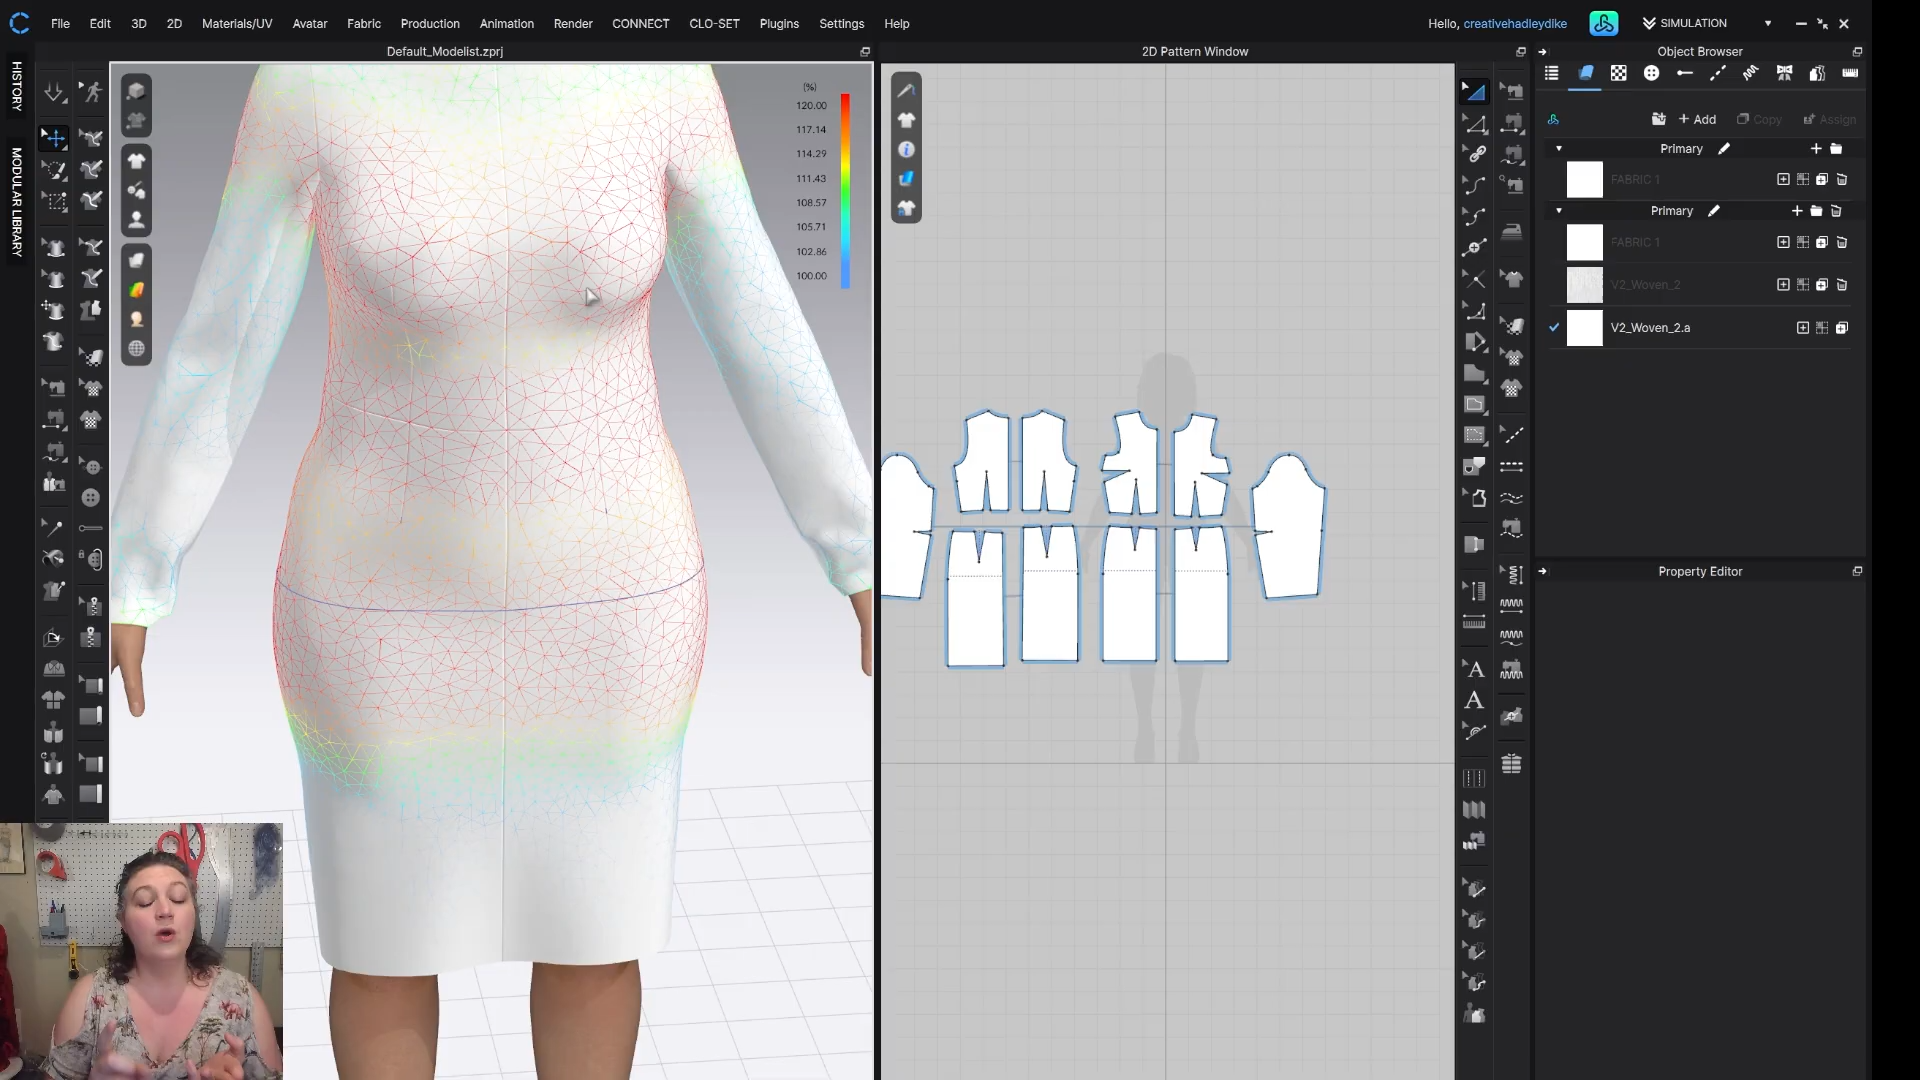 File Edit 3D 2D Materials/UV Avatar Fabric Production Animation Render CONNECT CLO-SET Plugins Settings Help
Hello, creativehadleydlke
SIMULATION
Default_Modelist.zprj
2D Pattern Window
Object Browser
HISTORY
MODULAR LIBRARY
(%)
120.00
117.14
114.29
111.43
108.57
105.71
102.86
100.00
+ Add Copy Assign
Primary
FABRIC 1
Primary
FABRIC 1
V2_Woven_2
V2_Woven_2.a
Property Editor
A
A